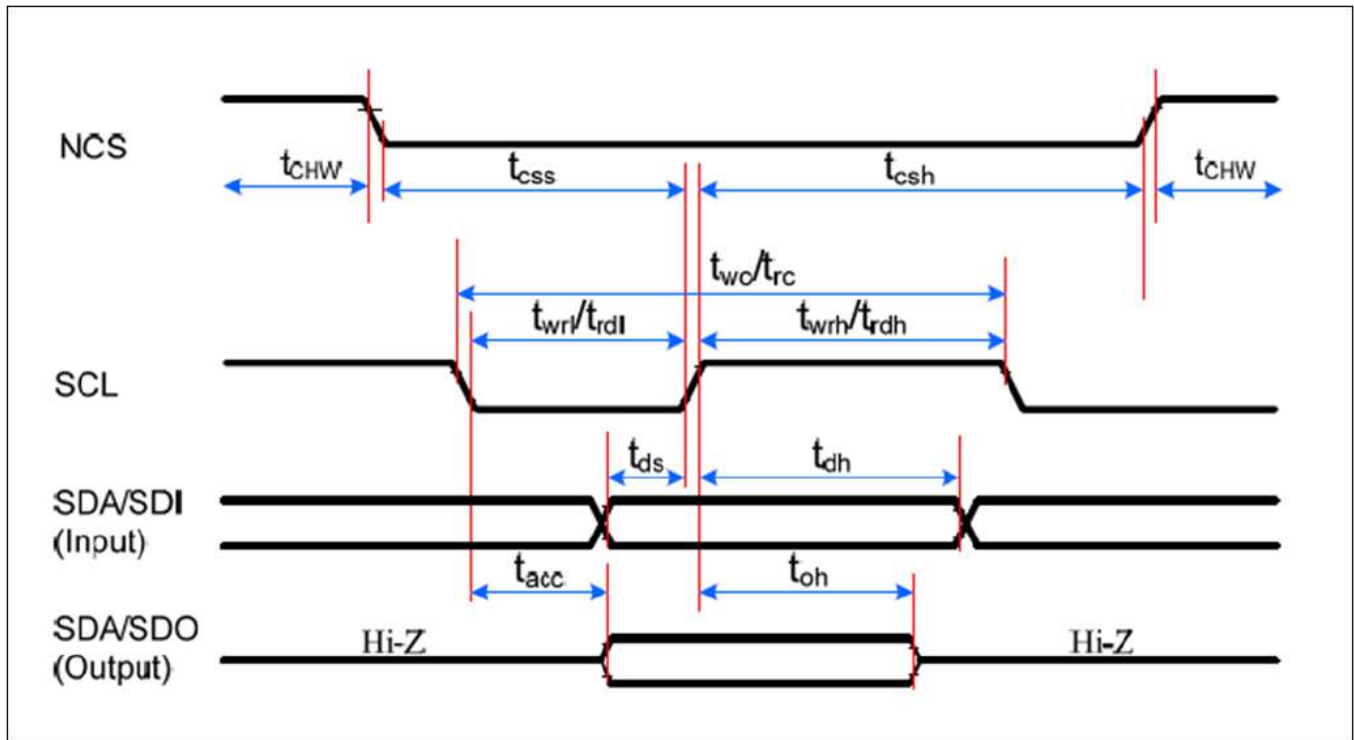 NCS
tCHW
tcss
tcsh
tCHW
twc/trc
twrl/trdl
twrh/trdh
SCL
tds
tdh
SDA/SDI
(Input)
tacc
toh
SDA/SDO
(Output)
Hi-Z
Hi-Z